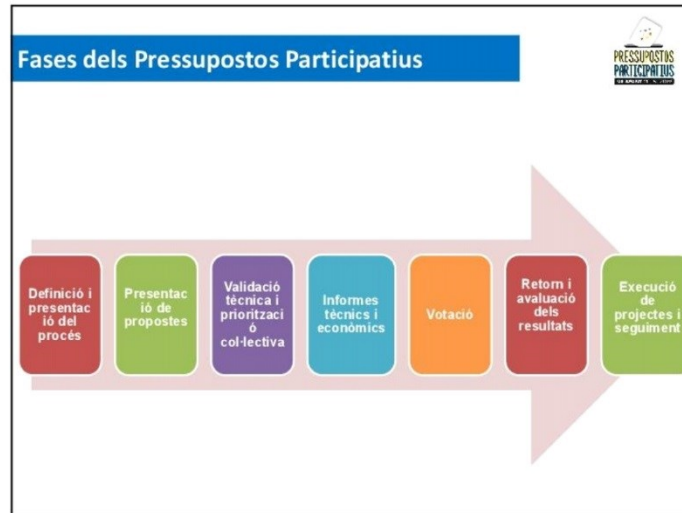 Fases dels Pressupostos Participatius
PRESSUPOSTOS
PARTICIPATIUS
Definició i
presentac
ió del
procés
Presentac
ió de
propostes
Validació
tècnica i
prioritzaci
ó
col·lectiva
Informes
tècnics i
econòmics
Votació
Retorn i
avaluació
dels
resultats
Execució
de
projectes i
seguiment